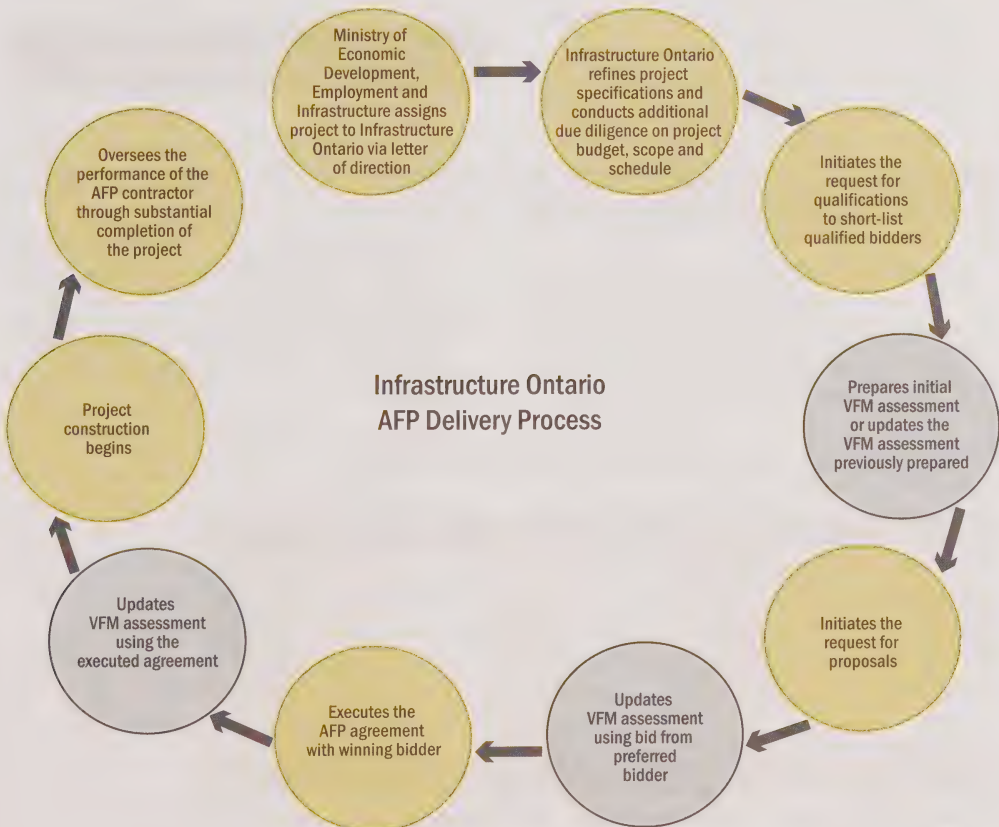 Ministry of
Economic
Development,
Employment and
Infrastructure assigns
project to Infrastructure
Ontario via letter
of direction
Infrastructure Ontario
refines project
specifications and
conducts additional
due diligence on project
budget, scope and
schedule
Initiates the
request for
qualifications
to short-list
qualified bidders
Prepares initial
VFM assessment
or updates the
VFM assessment
previously prepared
Initiates the
request for
proposals
Updates
VFM assessment
using bid from
preferred
bidder
Executes the
AFP agreement
with winning bidder
Updates
VFM assessment
using the
executed agreement
Project
construction
begins
Oversees the
performance of the
AFP contractor
through substantial
completion of
the project
Infrastructure Ontario
AFP Delivery Process